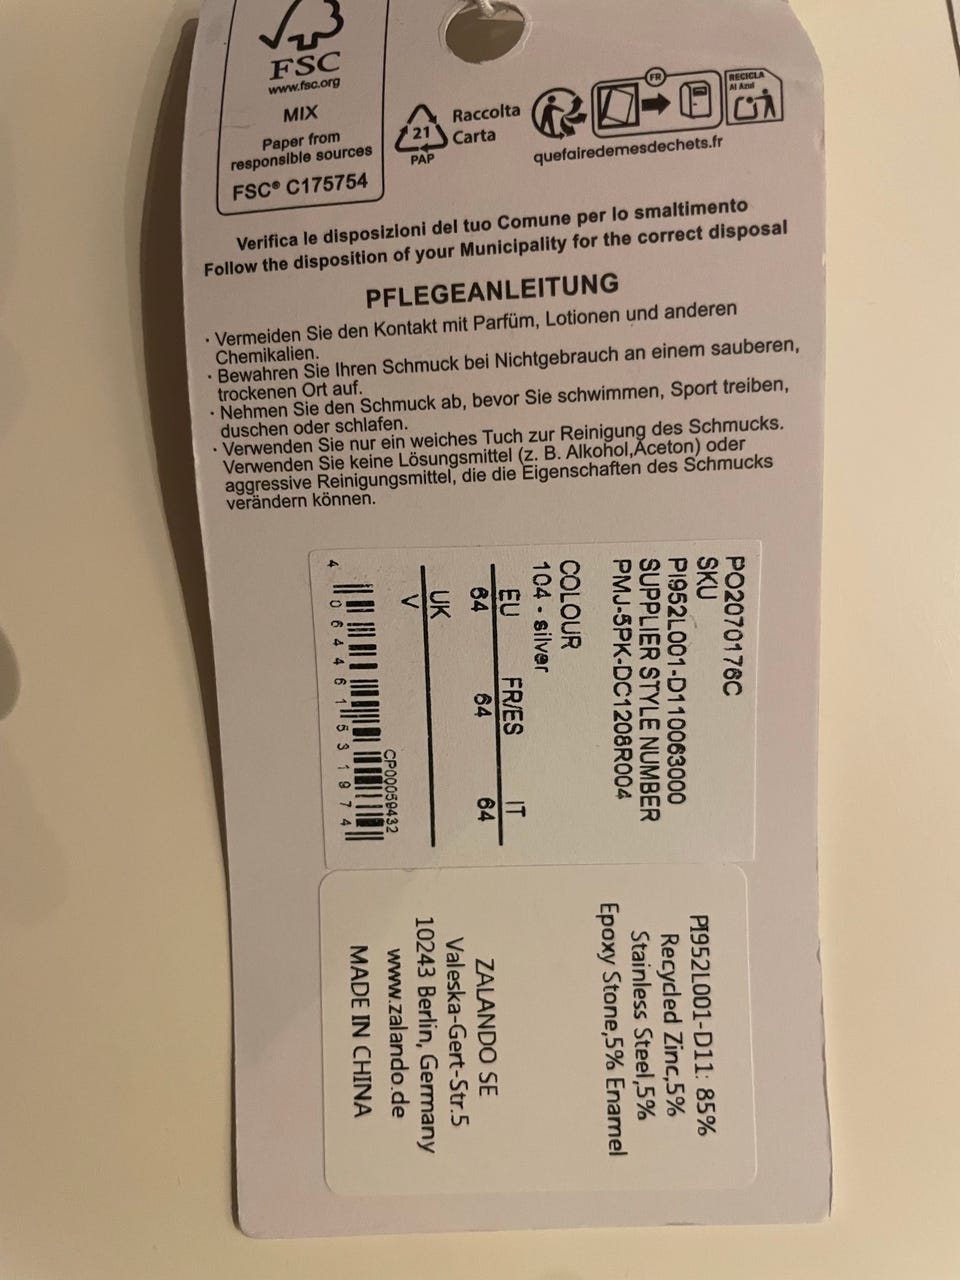 FSC
www.fsc.org
MIX
Paper from
responsible sources
FSC® C175754
21
PAP
Raccolta
Carta
FR
RECICLA
Al Azul
quefairedemesdechets.fr
Verifica le disposizioni del tuo Comune per lo smaltimento
Follow the disposition of your Municipality for the correct disposal
PFLEGEANLEITUNG
· Vermeiden Sie den Kontakt mit Parfüm, Lotionen und anderen
Chemikalien.
· Bewahren Sie Ihren Schmuck bei Nichtgebrauch an einem sauberen,
trockenen Ort auf.
· Nehmen Sie den Schmuck ab, bevor Sie schwimmen, Sport treiben,
duschen oder schlafen.
· Verwenden Sie nur ein weiches Tuch zur Reinigung des Schmucks.
Verwenden Sie keine Lösungsmittel (z. B. Alkohol,Aceton) oder
aggressive Reinigungsmittel, die die Eigenschaften des Schmucks
verändern können.
PO2070176C
SKU
PI952L001-D110063000
SUPPLIER STYLE NUMBER
PMJ-5PK-DC1208R004
COLOUR
104 - silver
EU FR/ES IT
64 64 64
UK
V
CP00059432
4 064461531974
PI952L001-D11: 85%
Recycled Zinc,5%
Stainless Steel,5%
Epoxy Stone,5% Enamel
ZALANDO SE
Valeska-Gert-Str.5
10243 Berlin, Germany
www.zalando.de
MADE IN CHINA